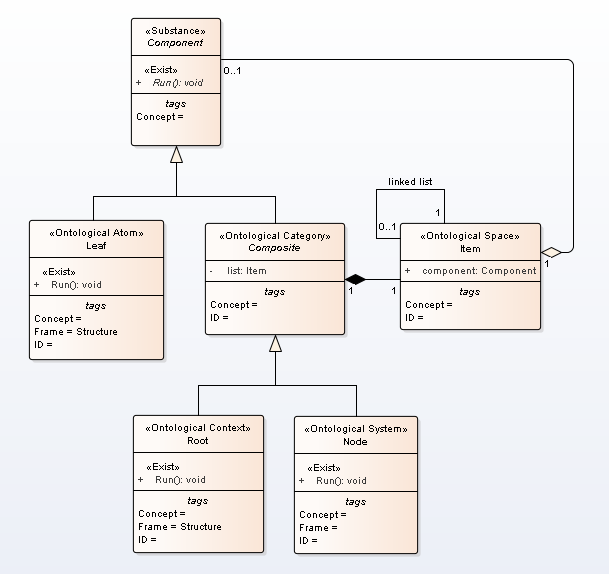 «Substance»
Component
«Exist»
+ Run(): void
tags
Concept =
0..1
linked list
1
0..1
«Ontological Atom»
Leaf
«Exist»
+ Run(): void
tags
Concept =
Frame = Structure
ID =
«Ontological Category»
Composite
- list: Item
tags
Concept =
ID =
1
1
«Ontological Space»
Item
+ component: Component
tags
Concept =
ID =
1
«Ontological Context»
Root
«Exist»
+ Run(): void
tags
Concept =
Frame = Structure
ID =
«Ontological System»
Node
«Exist»
+ Run(): void
tags
Concept =
Frame =
ID =